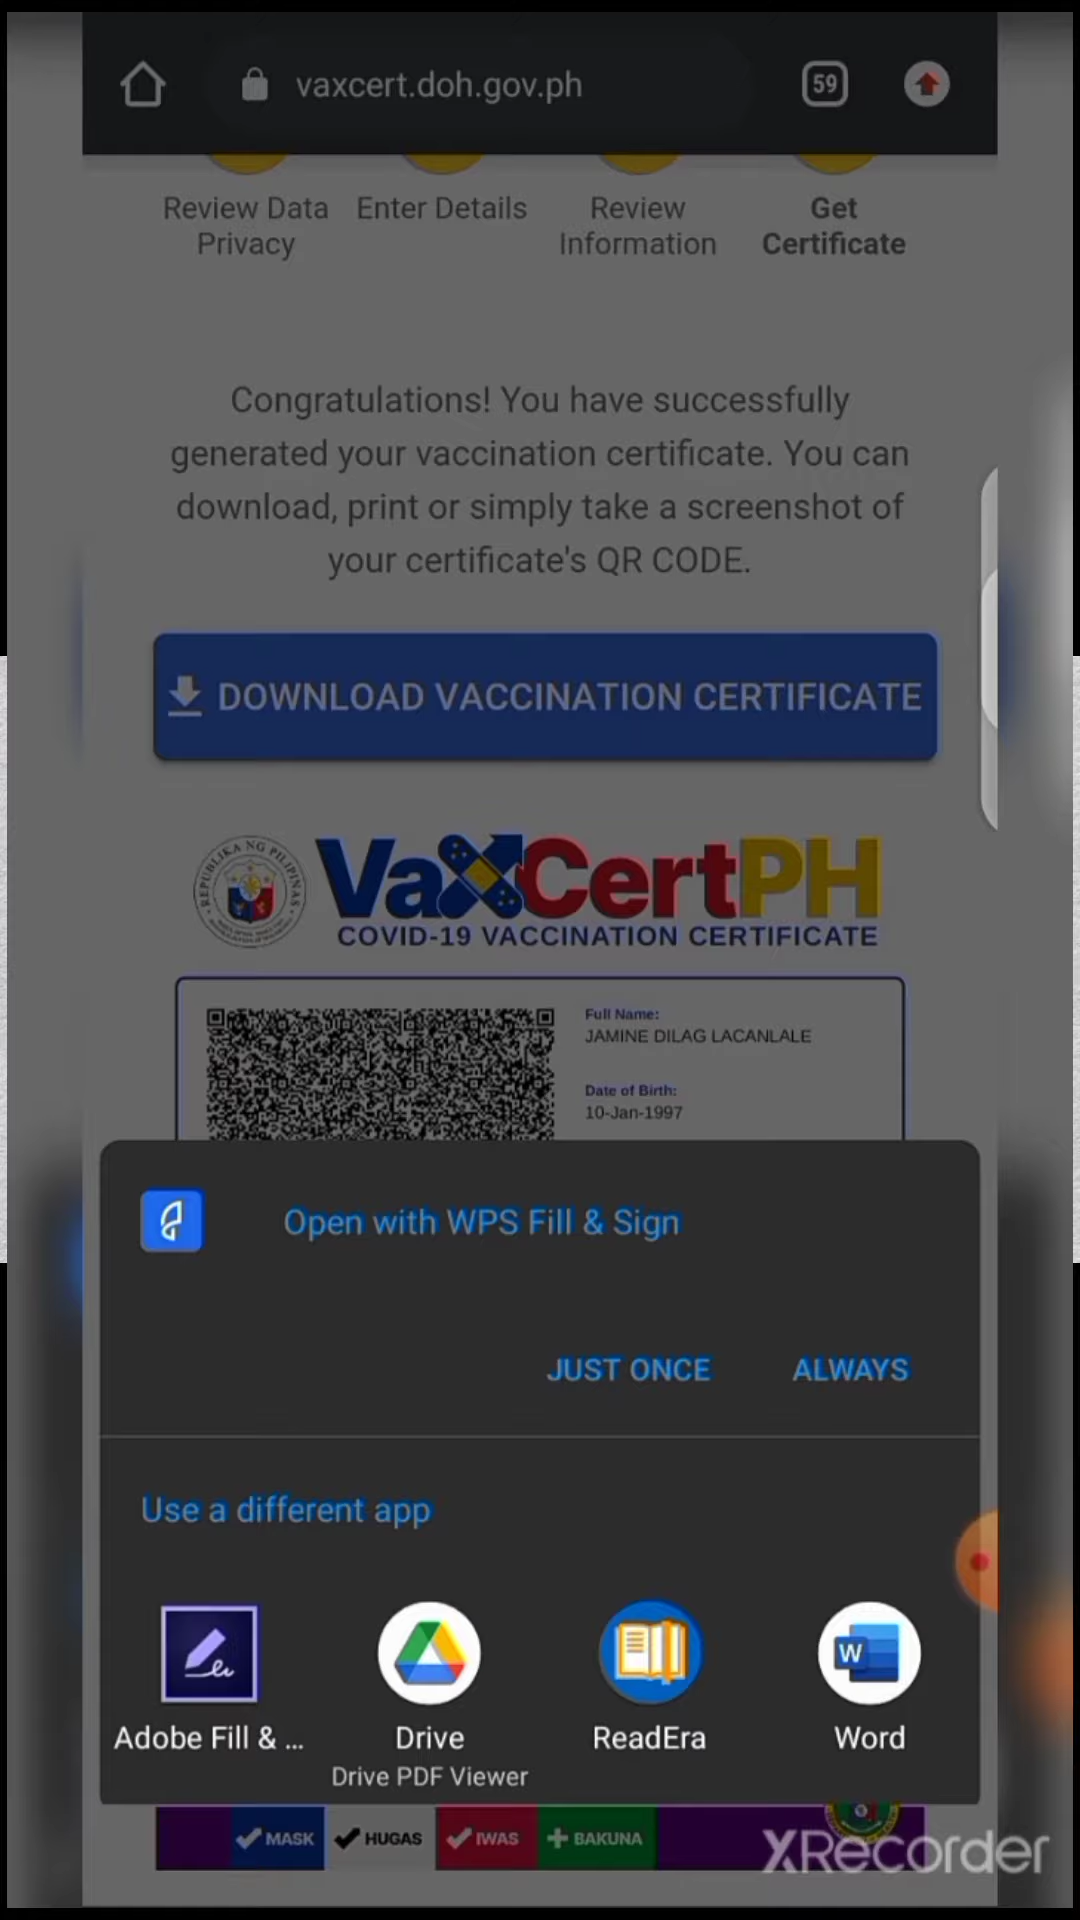 vaxcert.doh.gov.ph
59
Review Data Privacy
Enter Details
Review Information
Get Certificate
Congratulations! You have successfully
generated your vaccination certificate. You can
download, print or simply take a screenshot of
your certificate's QR CODE.
DOWNLOAD VACCINATION CERTIFICATE
REPUBLIKA NG PILIPINAS
VaXCertPH
COVID-19 VACCINATION CERTIFICATE
Full Name:
JAMINE DILAG LACANLALE
Date of Birth:
10-Jan-1997
Open with WPS Fill & Sign
JUST ONCE
ALWAYS
Use a different app
Adobe Fill & ...
Drive
Drive PDF Viewer
ReadEra
W
Word
MASK
HUGAS
IWAS
BAKUNA
XRecorder